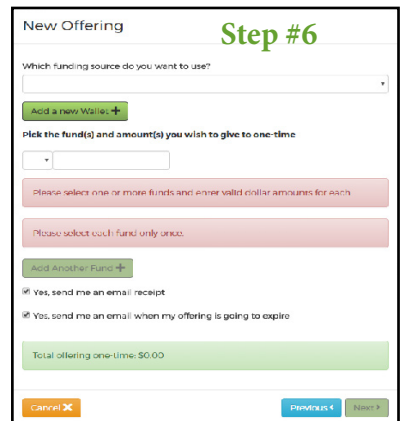 New Offering
Step #6
Which funding source do you want to use?
Add a new Wallet +
Pick the fund(s) and amount(s) you wish to give to one-time
Please select one or more funds and enter valid dollar amounts for each.
Please select each fund only once.
Add Another Fund +
Yes, send me an email receipt
Yes, send me an email when my offering is going to expire
Total offering one-time: $0.00
Cancel X
Previous
Next